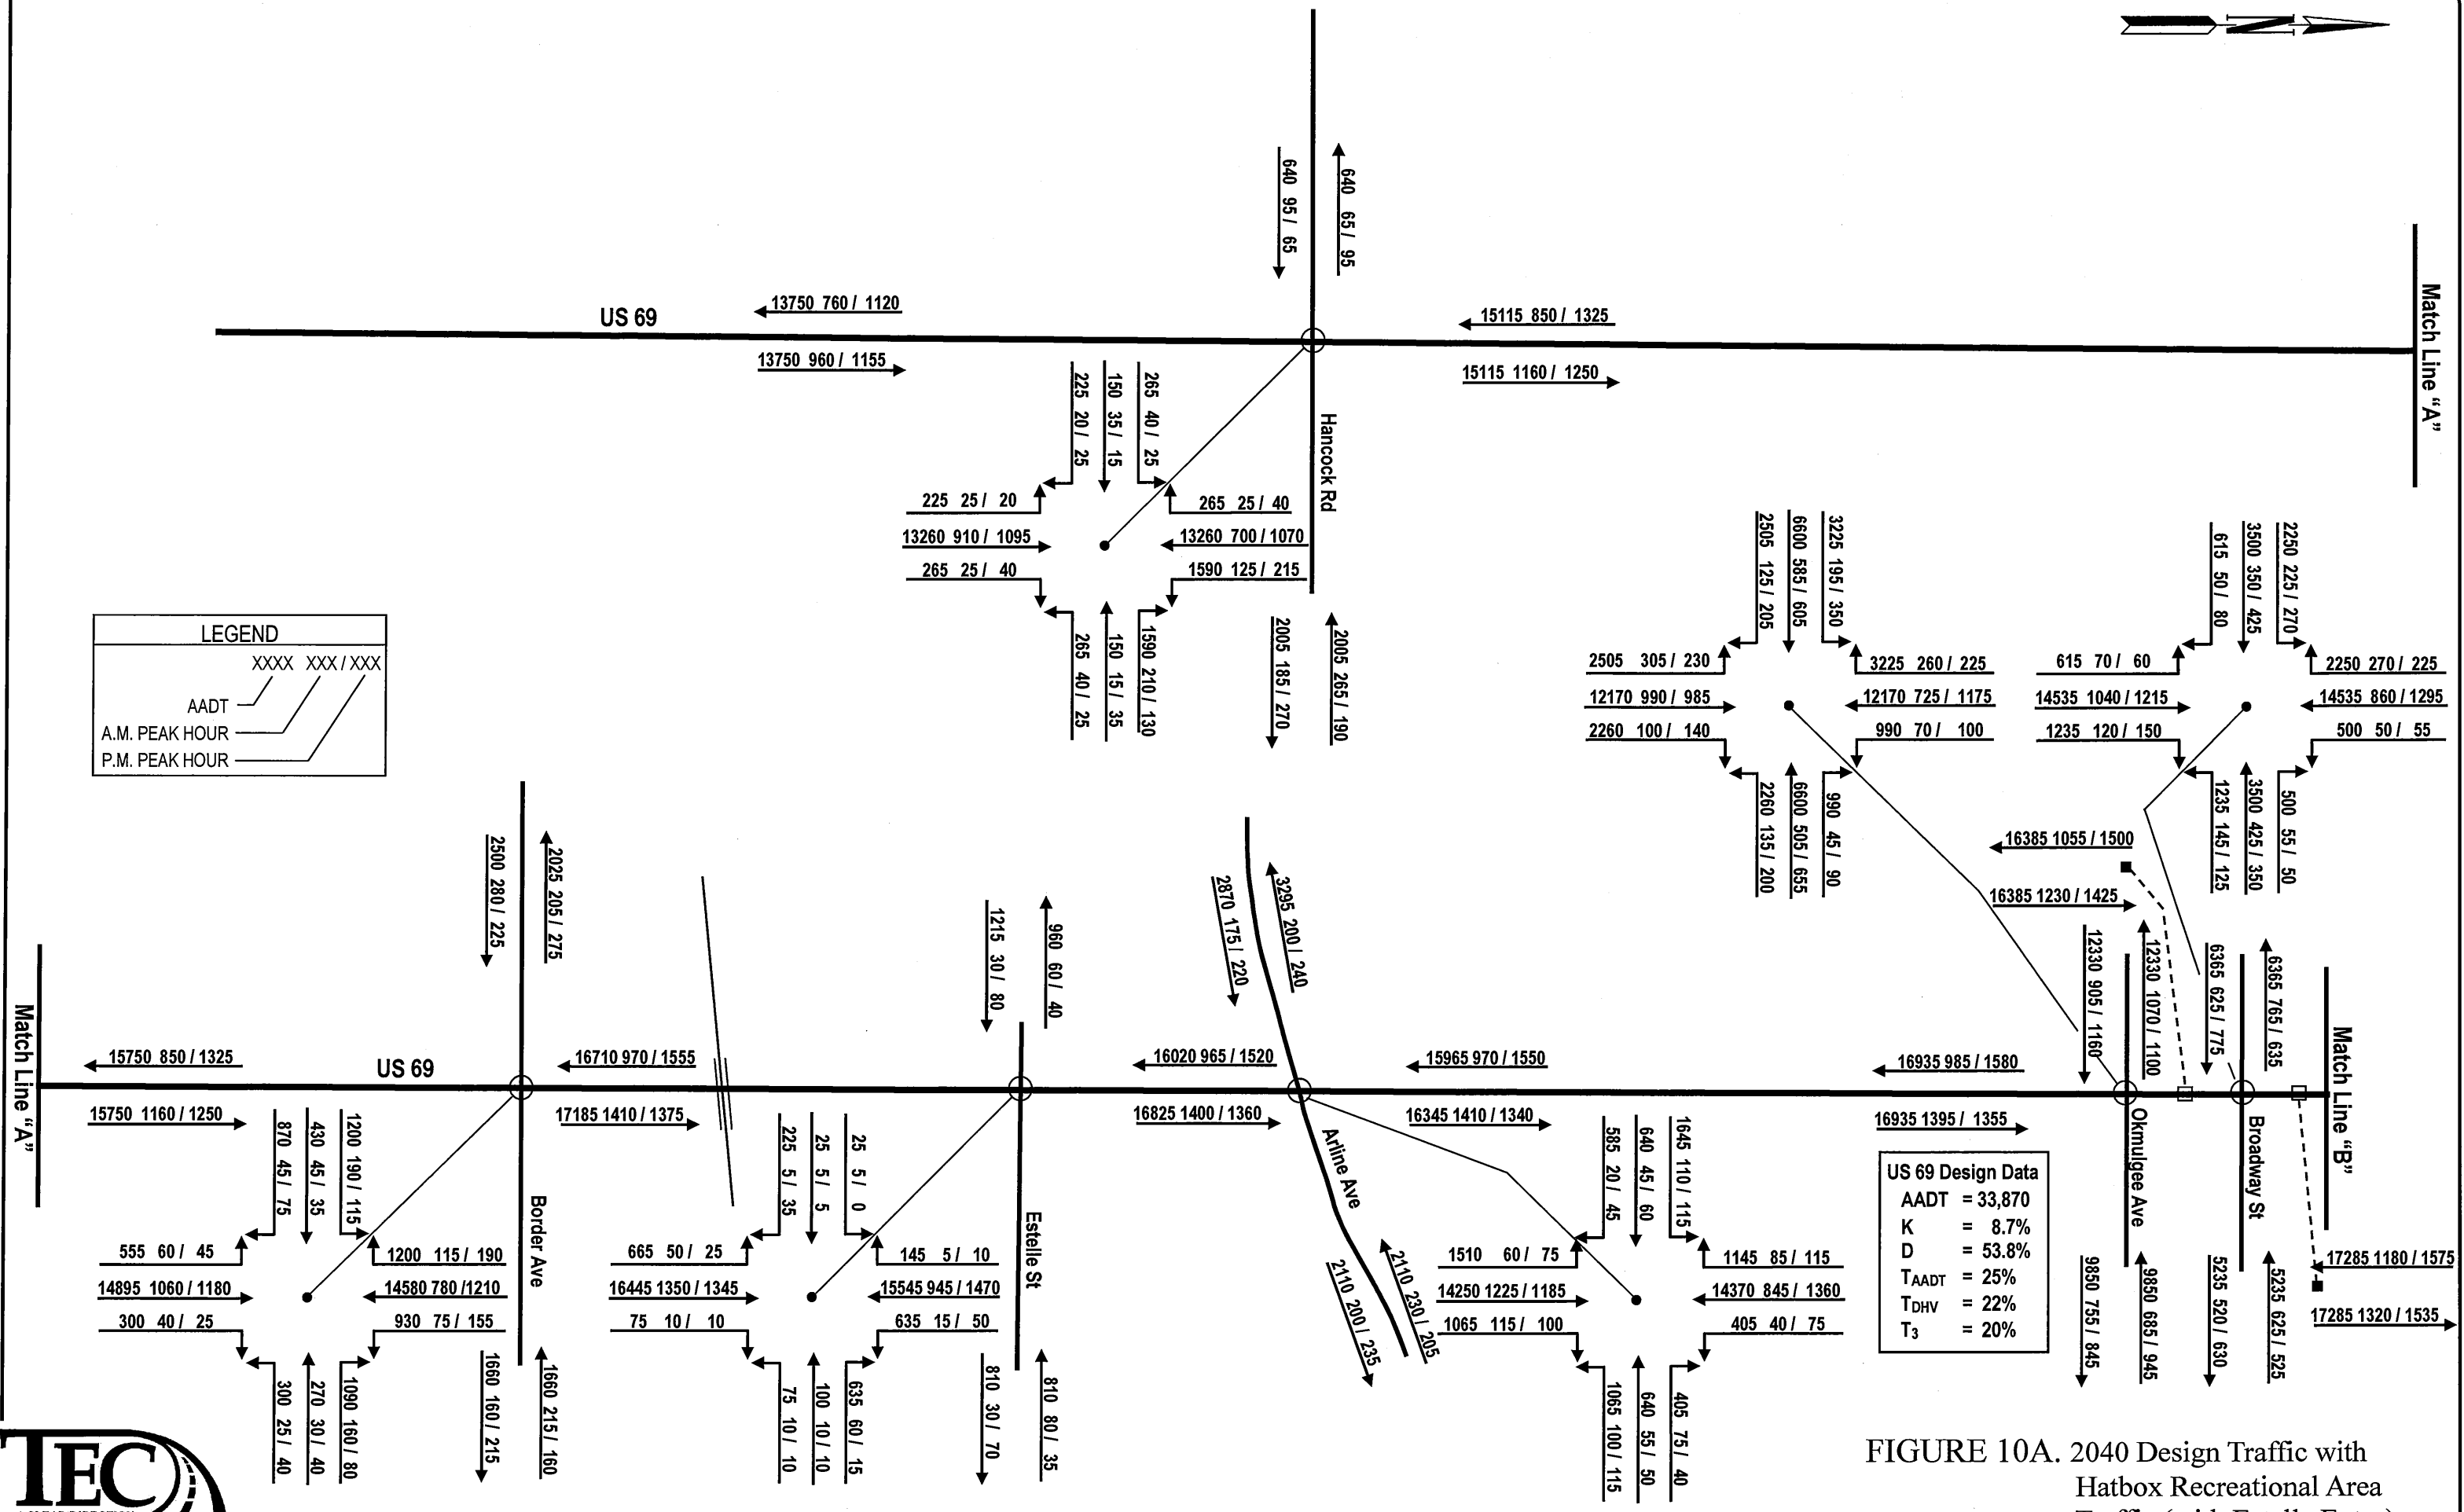 640 95 / 65
640 65 / 95
US 69
13750 760 / 1120
13750 960 / 1155
15115 850 / 1325
15115 1160 / 1250
Match Line "A"
Hancock Rd
225 20 / 25
150 35 / 15
265 40 / 25
225 25 / 20
265 25 / 40
13260 910 / 1095
13260 700 / 1070
265 25 / 40
1590 125 / 215
265 40 / 25
150 15 / 35
1590 210 / 130
2005 185 / 270
2005 265 / 190
LEGEND
XXXX XXX / XXX
AADT
A.M. PEAK HOUR
P.M. PEAK HOUR
2505 125 / 205
6600 585 / 605
3225 195 / 350
2505 305 / 230
3225 260 / 225
12170 990 / 985
12170 725 / 1175
2260 100 / 140
990 70 / 100
2260 135 / 200
6600 505 / 655
990 45 / 90
615 50 / 80
3500 350 / 425
2250 225 / 270
615 70 / 60
2250 270 / 225
14535 1040 / 1215
14535 860 / 1295
1235 120 / 150
500 50 / 55
1235 145 / 125
3500 425 / 350
500 55 / 50
16385 1055 / 1500
16385 1230 / 1425
2500 280 / 225
2025 205 / 275
1215 30 / 80
960 60 / 40
2870 175 / 220
3295 200 / 240
12330 905 / 1160
12330 1070 / 1100
6365 625 / 775
6365 765 / 635
Match Line "A"
15750 850 / 1325
15750 1160 / 1250
US 69
16710 970 / 1555
17185 1410 / 1375
16020 965 / 1520
16825 1400 / 1360
15965 970 / 1550
16345 1410 / 1340
16935 985 / 1580
16935 1395 / 1355
Match Line "B"
Border Ave
Estelle St
Arline Ave
Okmulgee Ave
Broadway St
870 45 / 75
430 45 / 35
1200 190 / 115
555 60 / 45
1200 115 / 190
14895 1060 / 1180
14580 780 / 1210
300 40 / 25
930 75 / 155
300 25 / 40
270 30 / 40
1090 160 / 80
1660 160 / 215
1660 215 / 160
225 5 / 35
25 5 / 5
25 5 / 0
665 50 / 25
145 5 / 10
16445 1350 / 1345
15545 945 / 1470
75 10 / 10
635 15 / 50
75 10 / 10
100 10 / 10
635 60 / 15
810 30 / 70
810 80 / 35
2110 200 / 235
2110 230 / 205
585 20 / 45
640 45 / 60
1645 110 / 115
1510 60 / 75
1145 85 / 115
14250 1225 / 1185
14370 845 / 1360
1065 115 / 100
405 40 / 75
1065 100 / 115
640 55 / 50
405 75 / 40
US 69 Design Data
AADT = 33,870
K = 8.7%
D = 53.8%
TAADT = 25%
TDHV = 22%
T3 = 20%
9850 755 / 845
9850 685 / 945
5235 520 / 630
5235 625 / 525
17285 1180 / 1575
17285 1320 / 1535
TEC
FIGURE 10A. 2040 Design Traffic with
Hatbox Recreational Area